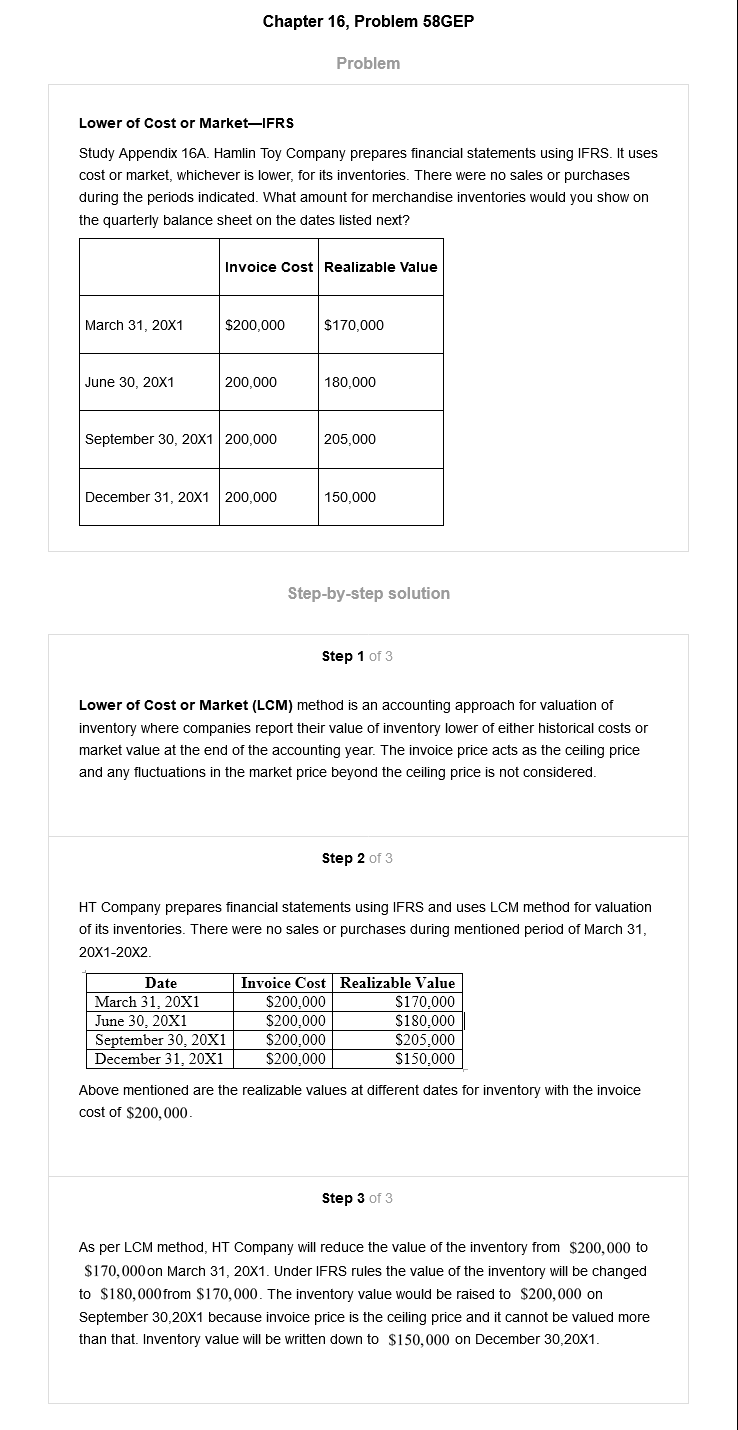 Chapter 16, Problem 58GEP
Problem
Lower of Cost or Market—IFRS
Study Appendix 16A. Hamlin Toy Company prepares financial statements using IFRS. It uses
cost or market, whichever is lower, for its inventories. There were no sales or purchases
during the periods indicated. What amount for merchandise inventories would you show on
the quarterly balance sheet on the dates listed next?
Invoice Cost Realizable Value
March 31, 20X1 $200,000 $170,000
June 30, 20X1 200,000 180,000
September 30, 20X1 200,000 205,000
December 31, 20X1 200,000 150,000
Step-by-step solution
Step 1 of 3
Lower of Cost or Market (LCM) method is an accounting approach for valuation of
inventory where companies report their value of inventory lower of either historical costs or
market value at the end of the accounting year. The invoice price acts as the ceiling price
and any fluctuations in the market price beyond the ceiling price is not considered.
Step 2 of 3
HT Company prepares financial statements using IFRS and uses LCM method for valuation
of its inventories. There were no sales or purchases during mentioned period of March 31,
20X1-20X2.
Date Invoice Cost Realizable Value
March 31, 20X1 $200,000 $170,000
June 30, 20X1 $200,000 $180,000
September 30, 20X1 $200,000 $205,000
December 31, 20X1 $200,000 $150,000
Above mentioned are the realizable values at different dates for inventory with the invoice
cost of $200,000.
Step 3 of 3
As per LCM method, HT Company will reduce the value of the inventory from $200,000 to
$170,000 on March 31, 20X1. Under IFRS rules the value of the inventory will be changed
to $180,000 from $170,000. The inventory value would be raised to $200,000 on
September 30,20X1 because invoice price is the ceiling price and it cannot be valued more
than that. Inventory value will be written down to $150,000 on December 30,20X1.